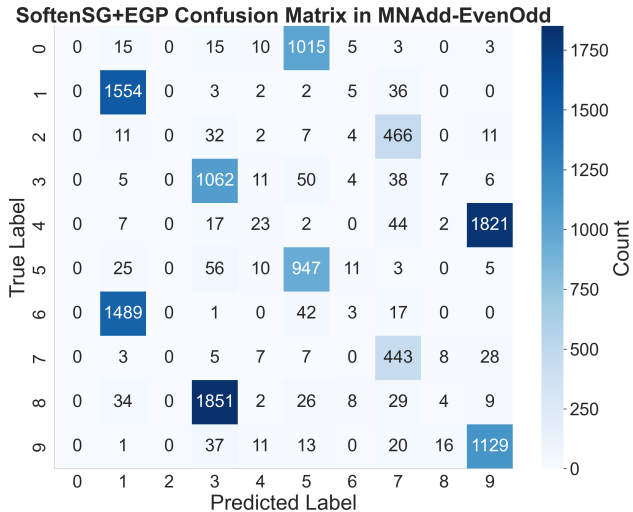 SoftenSG+EGP Confusion Matrix in MNAdd-EvenOdd
0 0 15 0 15 10 1015 5 3 0 3
1 0 1554 0 3 2 2 5 36 0 0
2 0 11 0 32 2 7 4 466 0 11
3 0 5 0 1062 11 50 4 38 7 6
4 0 7 0 17 23 2 0 44 2 1821
5 0 25 0 56 10 947 11 3 0 5
6 0 1489 0 1 0 42 3 17 0 0
7 0 3 0 5 7 7 0 443 8 28
8 0 34 0 1851 2 26 8 29 4 9
9 0 1 0 37 11 13 0 20 16 1129
0 1 2 3 4 5 6 7 8 9
Predicted Label
True Label
1750
1500
1250
1000
750
500
250
0
Count